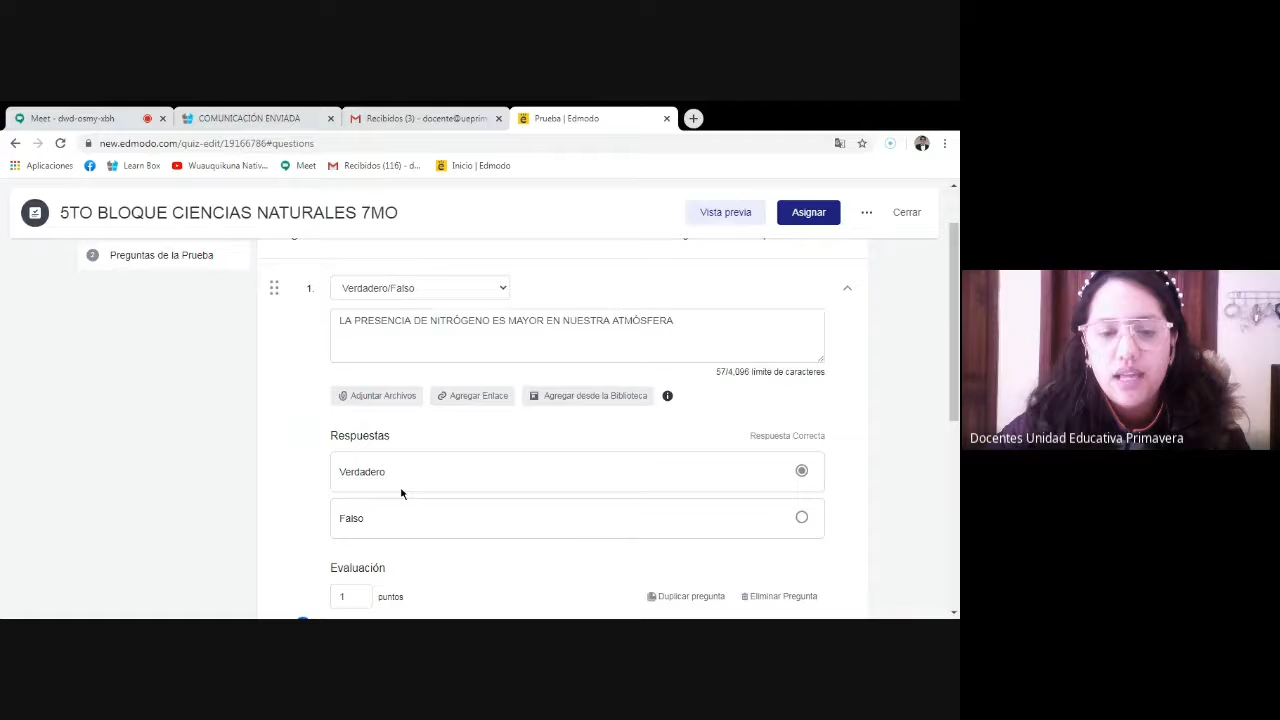 Meet - dwd-osmy-xbh
COMUNICACIÓN ENVIADA
Recibidos (3) - docente@ueprim
Prueba | Edmodo
new.edmodo.com/quiz-edit/19166786#questions
Aplicaciones
Learn Box
Wuauquikuna Nativ...
Meet
Recibidos (116) - d...
Inicio | Edmodo
5TO BLOQUE CIENCIAS NATURALES 7MO
Vista previa
Asignar
Cerrar
2 Preguntas de la Prueba
1.
Verdadero/Falso
LA PRESENCIA DE NITRÓGENO ES MAYOR EN NUESTRA ATMÓSFERA
57/4,096 límite de caracteres
Adjuntar Archivos
Agregar Enlace
Agregar desde la Biblioteca
Respuestas
Respuesta Correcta
Verdadero
Falso
Evaluación
1 puntos
Duplicar pregunta
Eliminar Pregunta
Docentes Unidad Educativa Primavera